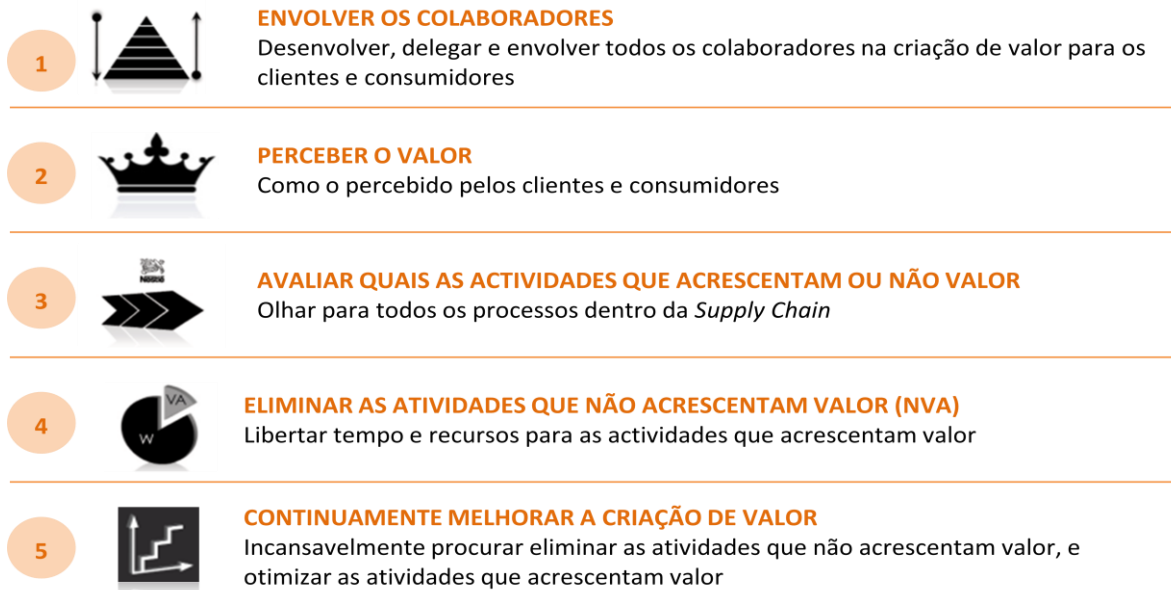 1
ENVOLVER OS COLABORADORES
Desenvolver, delegar e envolver todos os colaboradores na criação de valor para os
clientes e consumidores
2
PERCEBER O VALOR
Como o percebido pelos clientes e consumidores
3
Nestlé
AVALIAR QUAIS AS ACTIVIDADES QUE ACRESCENTAM OU NÃO VALOR
Olhar para todos os processos dentro da Supply Chain
4
VA
W
ELIMINAR AS ATIVIDADES QUE NÃO ACRESCENTAM VALOR (NVA)
Libertar tempo e recursos para as actividades que acrescentam valor
5
CONTINUAMENTE MELHORAR A CRIAÇÃO DE VALOR
Incansavelmente procurar eliminar as atividades que não acrescentam valor, e
otimizar as atividades que acrescentam valor